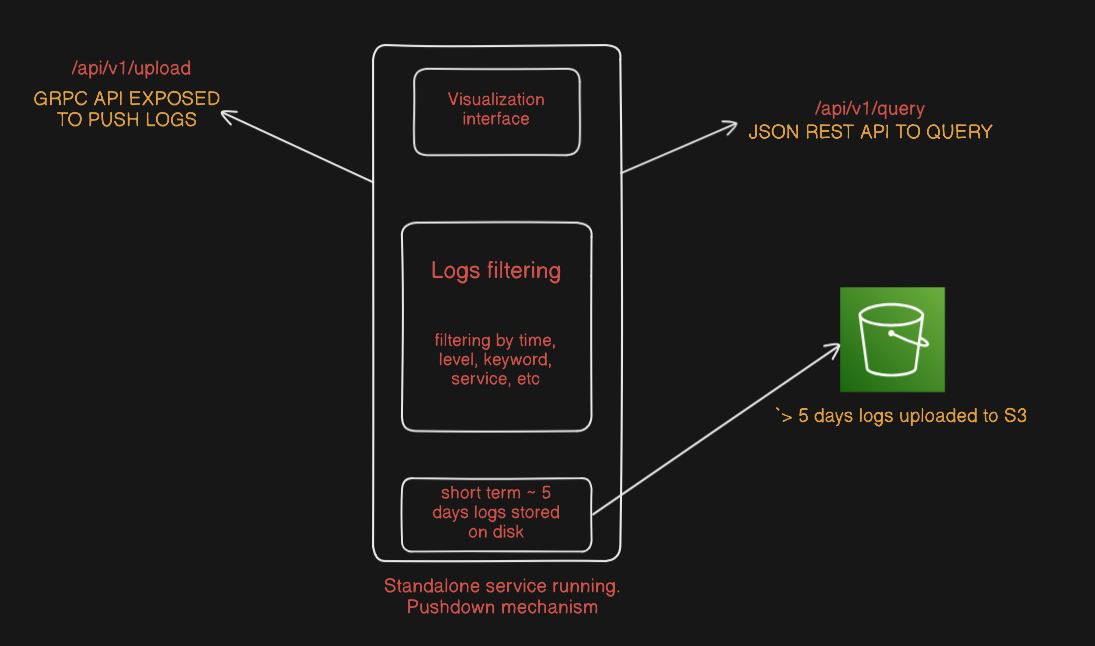 /api/v1/upload
GRPC API EXPOSED
TO PUSH LOGS
Visualization
interface
/api/v1/query
JSON REST API TO QUERY
Logs filtering
filtering by time,
level, keyword,
service, etc
`> 5 days logs uploaded to S3
short term ~ 5
days logs stored
on disk
Standalone service running.
Pushdown mechanism